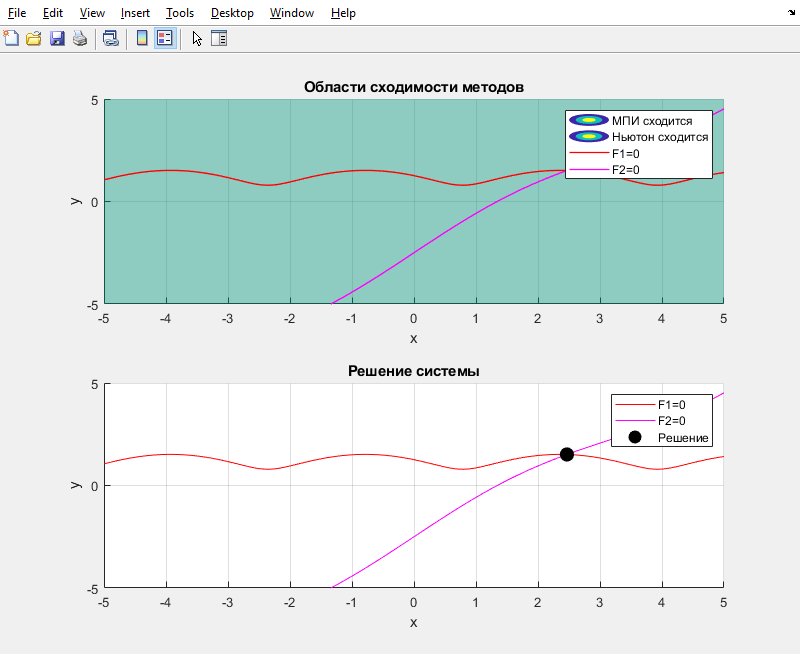 File Edit View Insert Tools Desktop Window Help
Области сходимости методов
МПИ сходится
Ньютон сходится
F1=0
F2=0
5
0
-5
y
-5 -4 -3 -2 -1 0 1 2 3 4 5
x
Решение системы
F1=0
F2=0
Решение
5
0
-5
y
-5 -4 -3 -2 -1 0 1 2 3 4 5
x